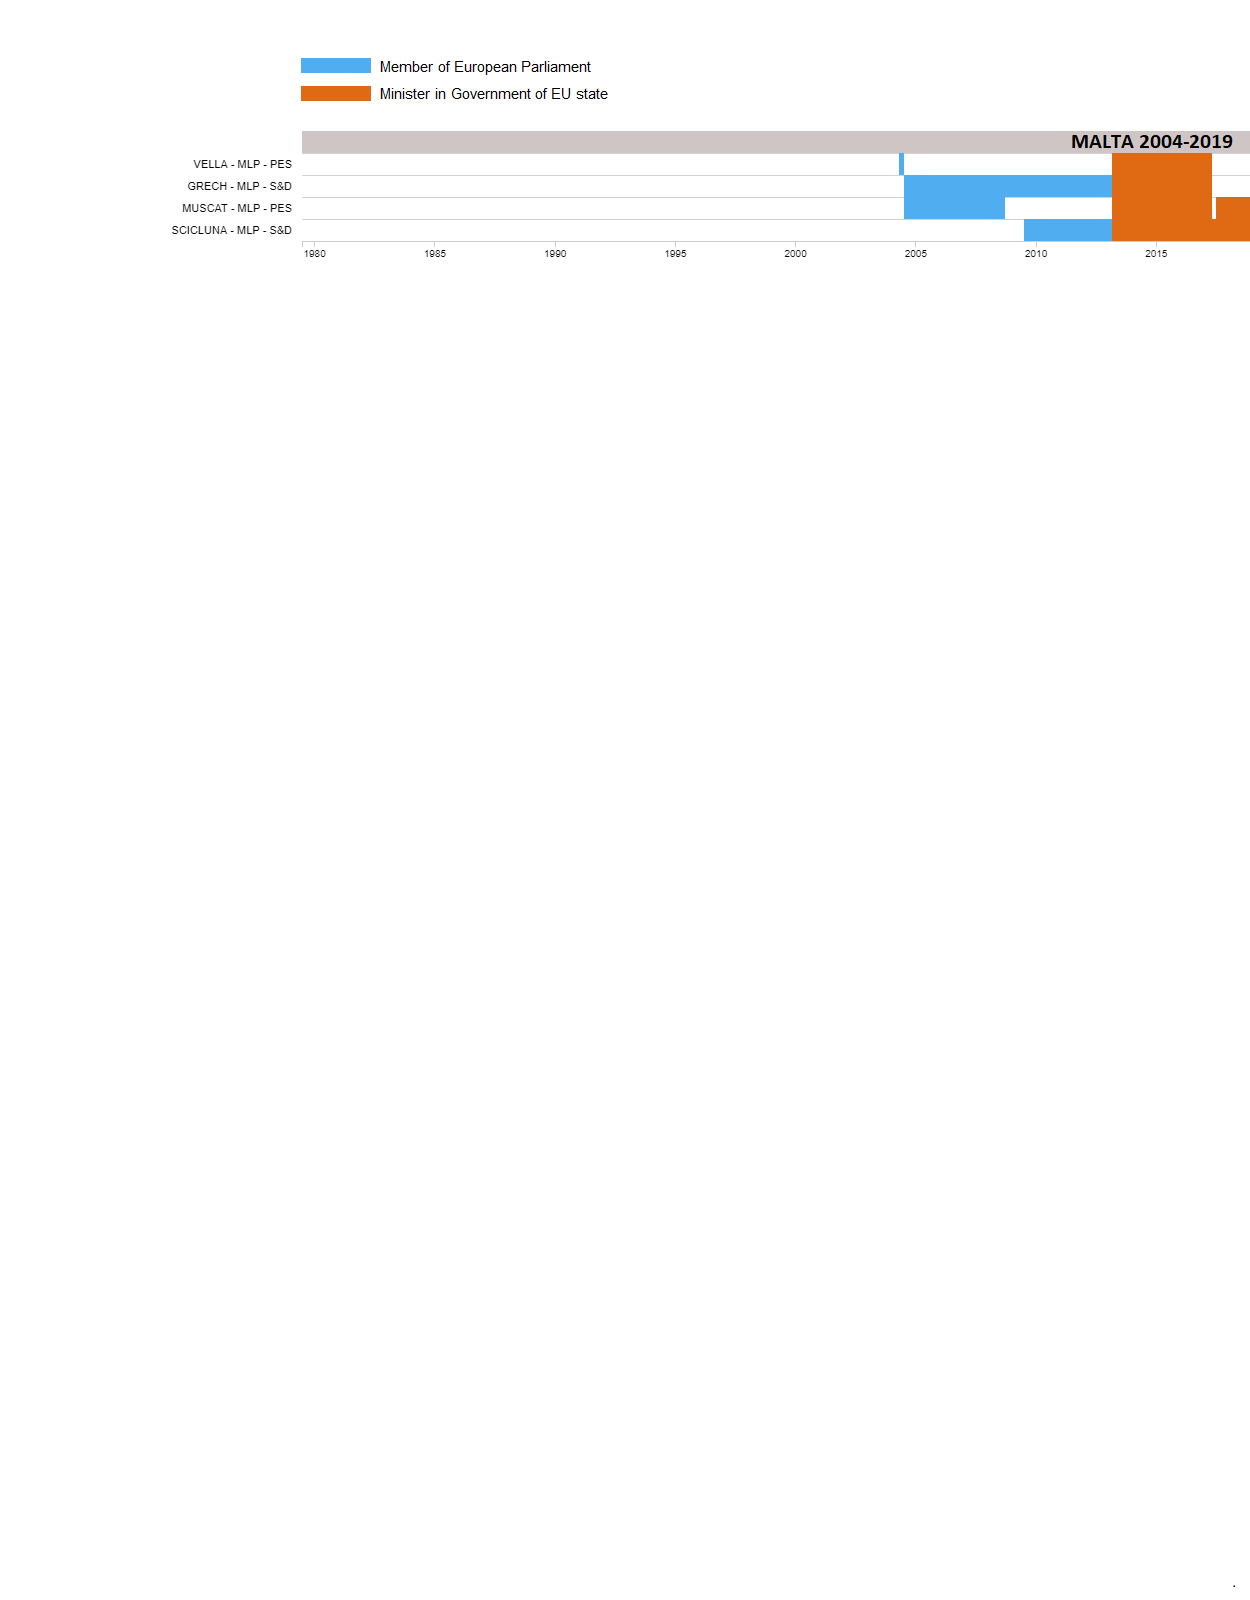 Member of European Parliament
Minister in Government of EU state
MALTA 2004-2019
VELLA - MLP - PES
GRECH - MLP - S&D
MUSCAT - MLP - PES
SCICLUNA - MLP - S&D
1980 1985 1990 1995 2000 2005 2010 2015
.